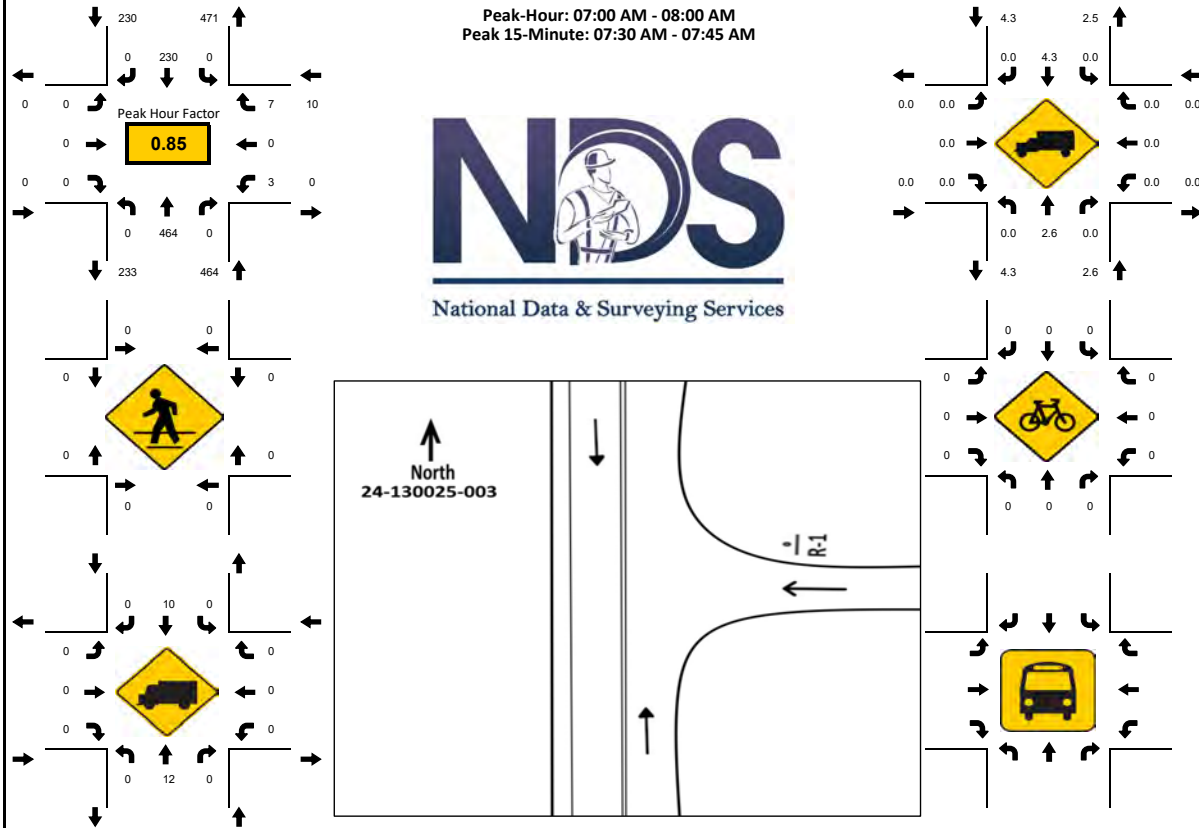 Peak-Hour: 07:00 AM - 08:00 AM
Peak 15-Minute: 07:30 AM - 07:45 AM
230 471
0 230 0
0 0 7 10
Peak Hour Factor
0 0.85 0
0 0 3 0
0 464 0
233 464
NDS
National Data & Surveying Services
4.3 2.5
0.0 4.3 0.0
0.0 0.0 0.0 0.0
0.0 0.0
0.0 0.0 0.0 0.0
0.0 2.6 0.0
4.3 2.6
0 0
0 0
0 0
0 0
0 0 0
0 0
0 0
0 0
0 0 0
North
24-130025-003
R-1
0 10 0
0 0
0 0
0 0
0 12 0